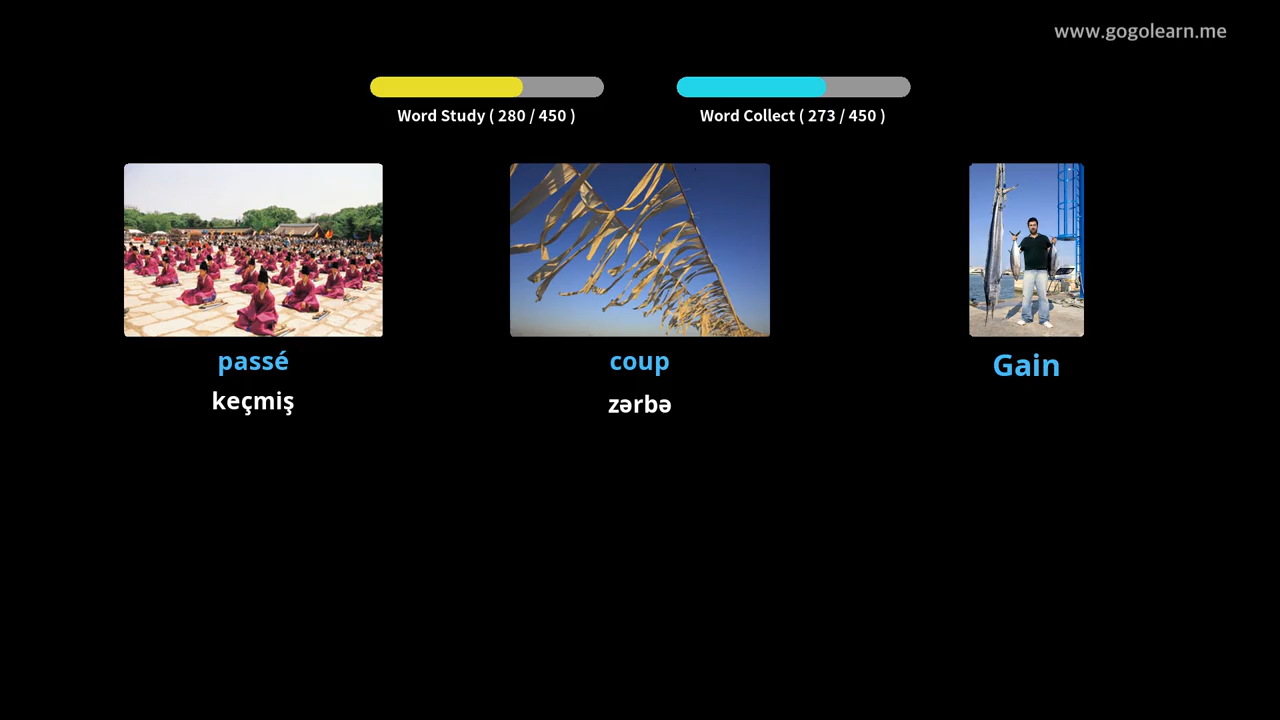 www.gogolearn.me
Word Study ( 280 / 450 )
Word Collect ( 273 / 450 )
passé
keçmiş
coup
zərbə
Gain